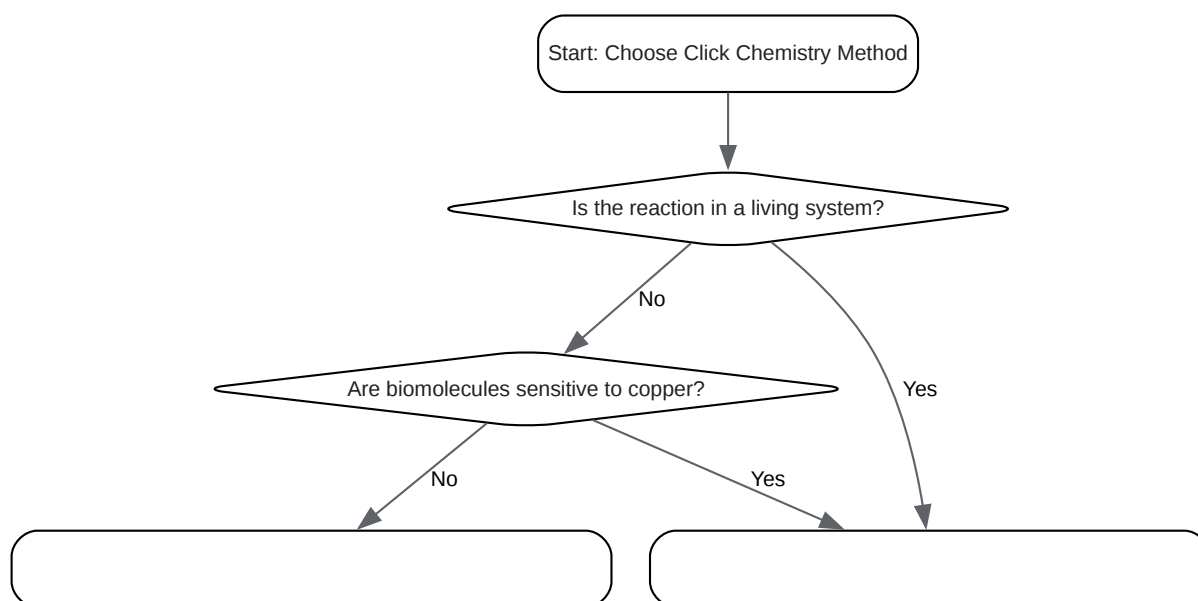 Start: Choose Click Chemistry Method
Is the reaction in a living system?
No
Are biomolecules sensitive to copper?
Yes
No
Yes